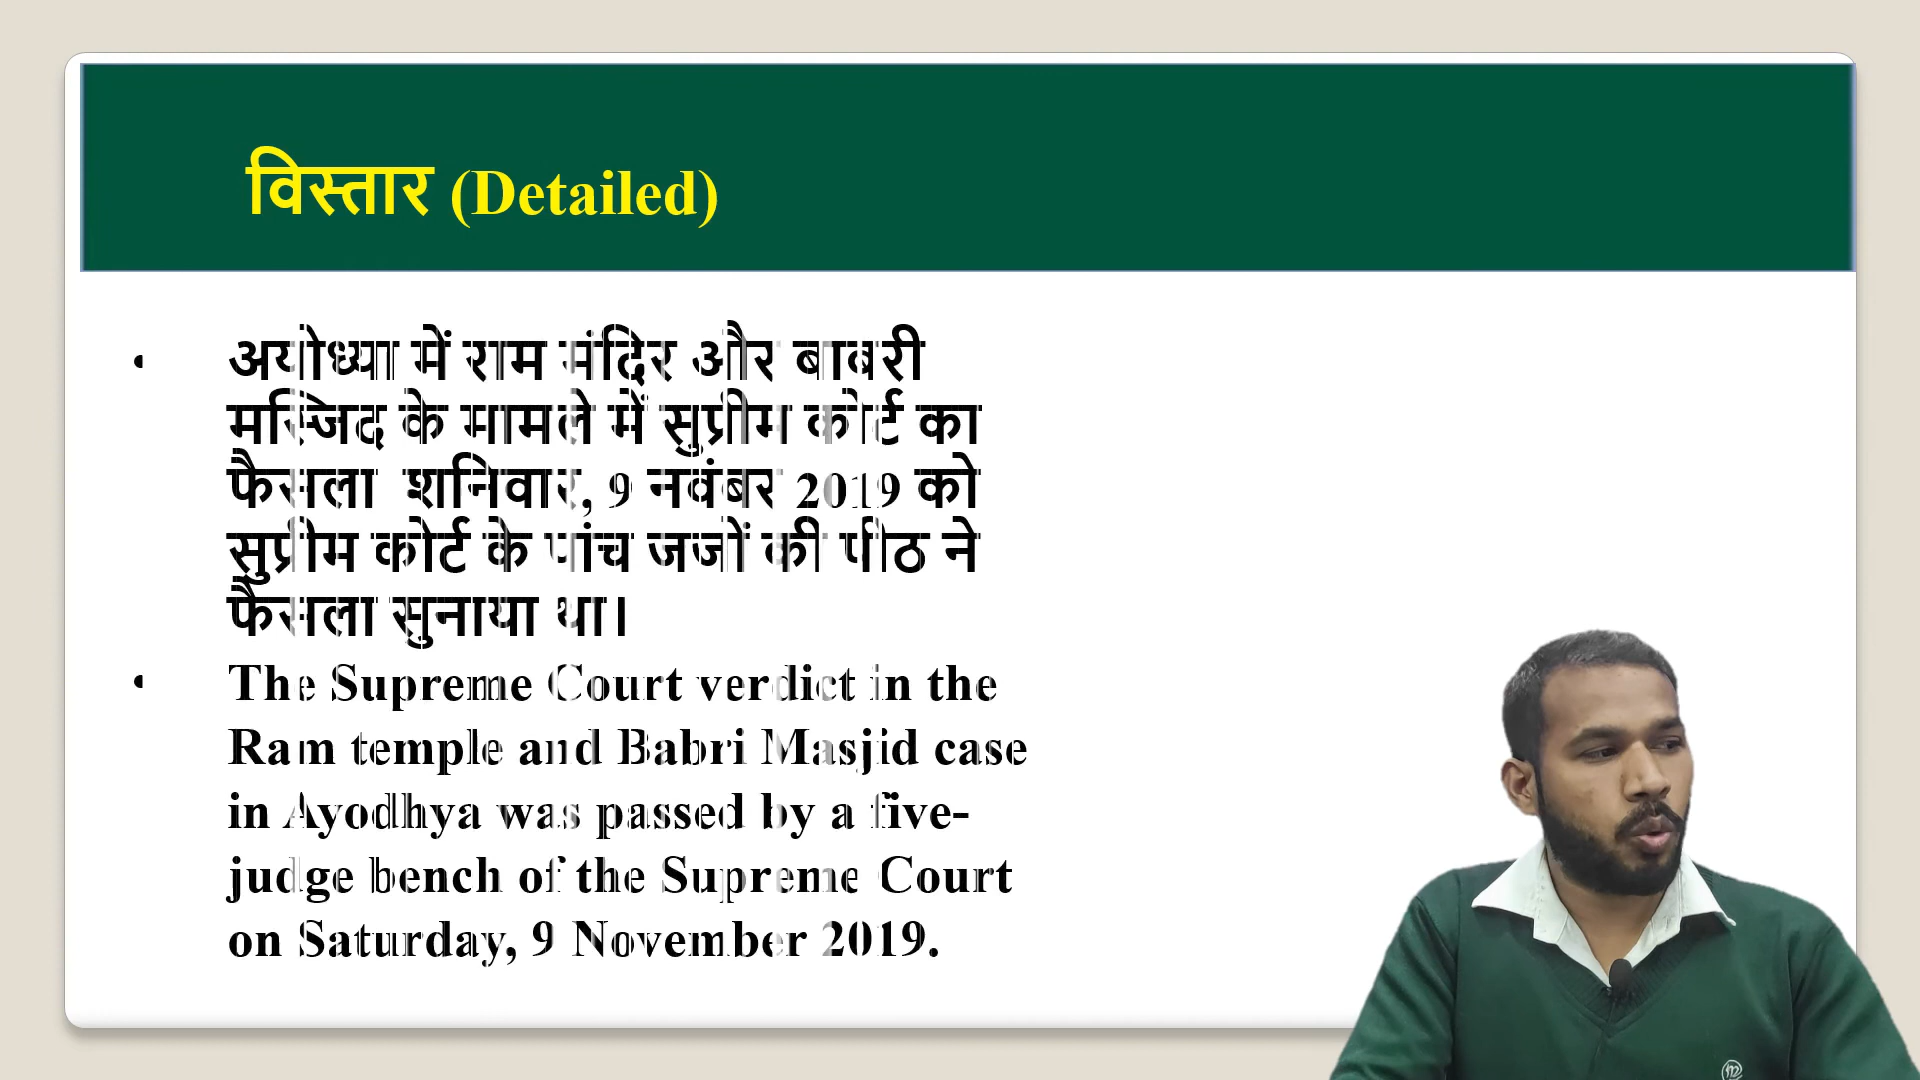 विस्तार (Detailed)
• अयोध्या में राम मंदिर और बाबरी
मस्जिद के मामले में सुप्रीम कोर्ट का
फैसला शनिवार, 9 नवंबर 2019 को
सुप्रीम कोर्ट के पांच जजों की पीठ ने
फैसला सुनाया था।
• The Supreme Court verdict in the
Ram temple and Babri Masjid case
in Ayodhya was passed by a five-
judge bench of the Supreme Court
on Saturday, 9 November 2019.